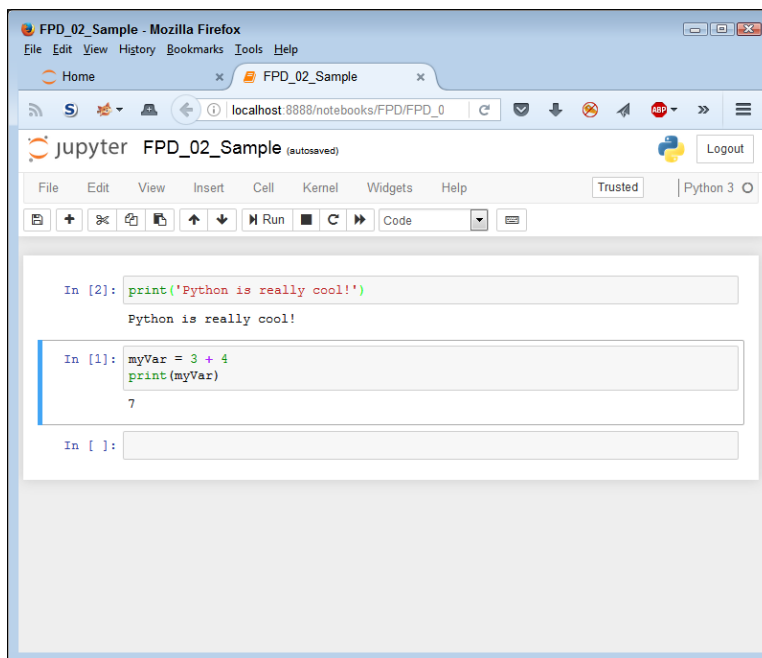 FPD_02_Sample - Mozilla Firefox
File Edit View History Bookmarks Tools Help
Home × FPD_02_Sample ×
S) localhost:8888/notebooks/FPD/FPD_0 ABP
jupyter FPD_02_Sample (autosaved) Logout
File Edit View Insert Cell Kernel Widgets Help Trusted Python 3
Run Code
In [2]: print('Python is really cool!')
Python is really cool!
In [1]: myVar = 3 + 4
print(myVar)
7
In [ ]: